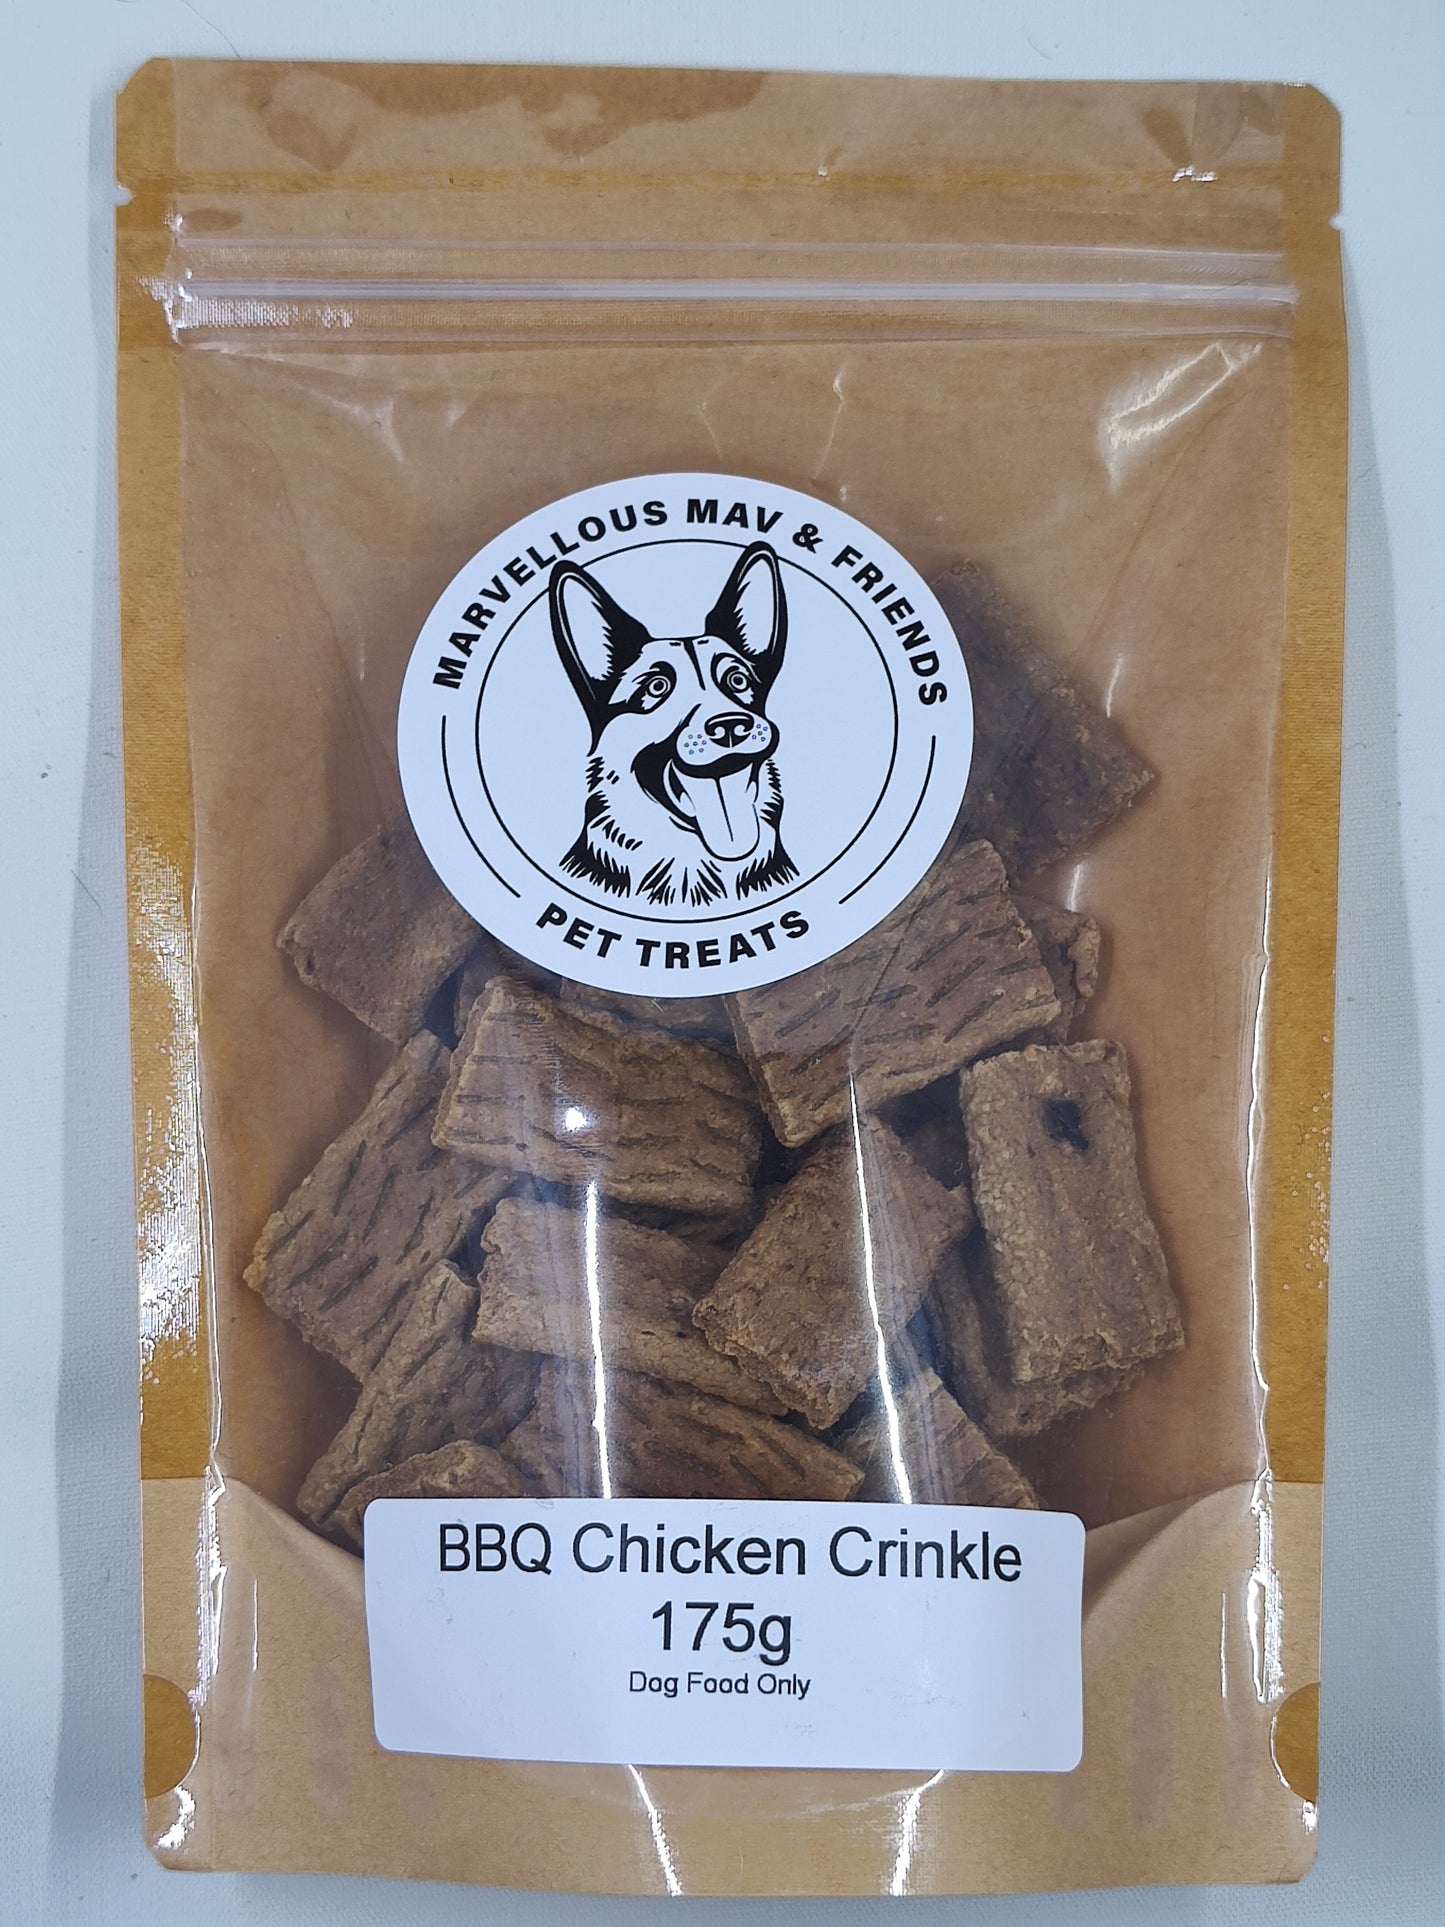 MARVELLOUS MAV & FRIENDS
PET TREATS
BBQ Chicken Crinkle
175g
Dog Food Only